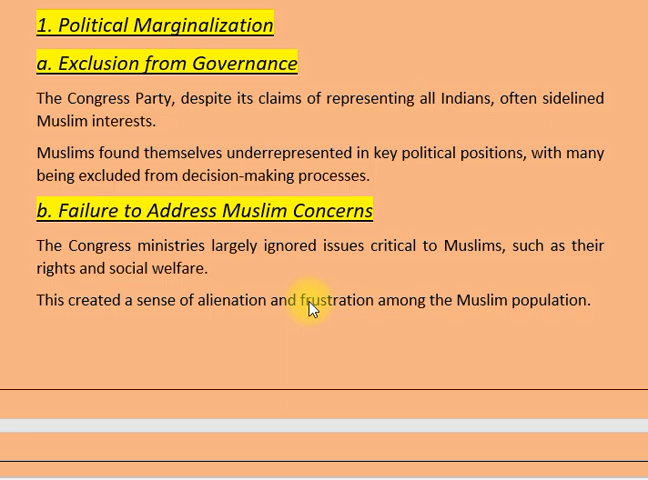 1. Political Marginalization
a. Exclusion from Governance
The Congress Party, despite its claims of representing all Indians, often sidelined
Muslim interests.
Muslims found themselves underrepresented in key political positions, with many
being excluded from decision-making processes.
b. Failure to Address Muslim Concerns
The Congress ministries largely ignored issues critical to Muslims, such as their
rights and social welfare.
This created a sense of alienation and frustration among the Muslim population.